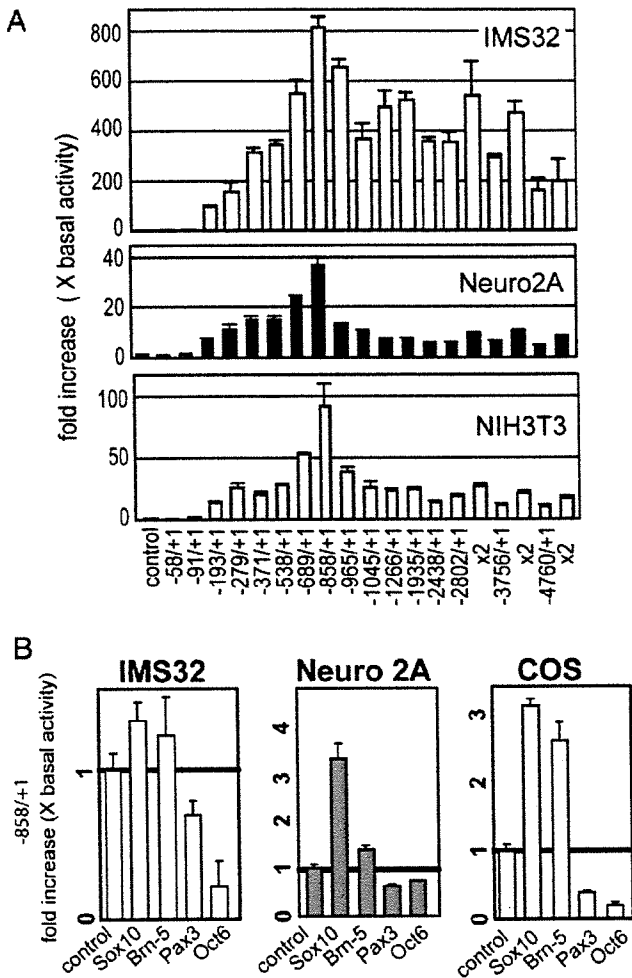 A
fold increase ( X basal activity)
800
600
400
200
0
IMS32
40
20
0
Neuro2A
100
50
0
NIH3T3
control
-58/+1
-91/+1
-193/+1
-279/+1
-371/+1
-538/+1
-689/+1
-858/+1
-965/+1
-1045/+1
-1266/+1
-1935/+1
-2438/+1
-2802/+1
x2
-3756/+1
x2
-4760/+1
x2
B
-858/+1
fold increase (X basal activity)
IMS32
1
0
control
Sox10
Brn-5
Pax3
Oct6
Neuro 2A
4
3
2
1
0
control
Sox10
Brn-5
Pax3
Oct6
COS
3
2
1
0
control
Sox10
Brn-5
Pax3
Oct6